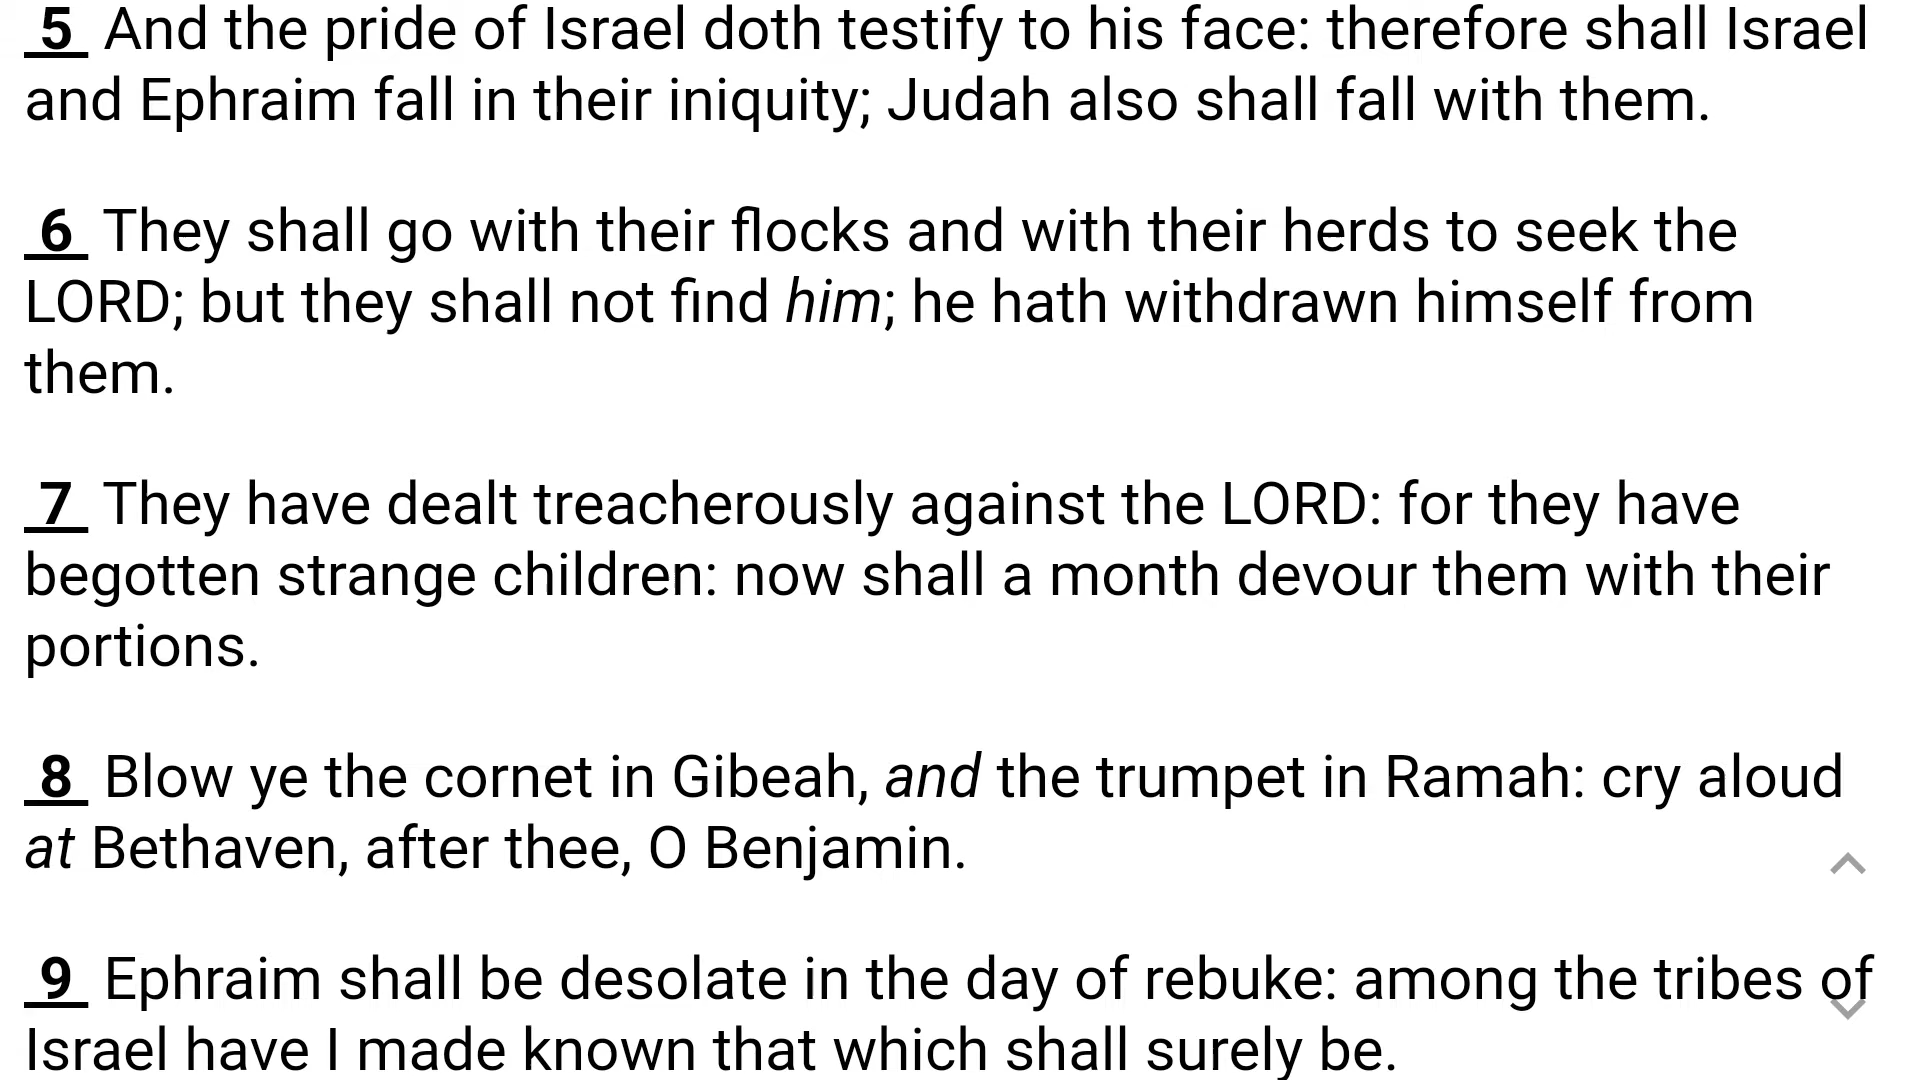 5 And the pride of Israel doth testify to his face: therefore shall Israel
and Ephraim fall in their iniquity; Judah also shall fall with them.
6 They shall go with their flocks and with their herds to seek the
LORD; but they shall not find him; he hath withdrawn himself from
them.
7 They have dealt treacherously against the LORD: for they have
begotten strange children: now shall a month devour them with their
portions.
8 Blow ye the cornet in Gibeah, and the trumpet in Ramah: cry aloud
at Bethaven, after thee, O Benjamin.
9 Ephraim shall be desolate in the day of rebuke: among the tribes of
Israel have I made known that which shall surely be.